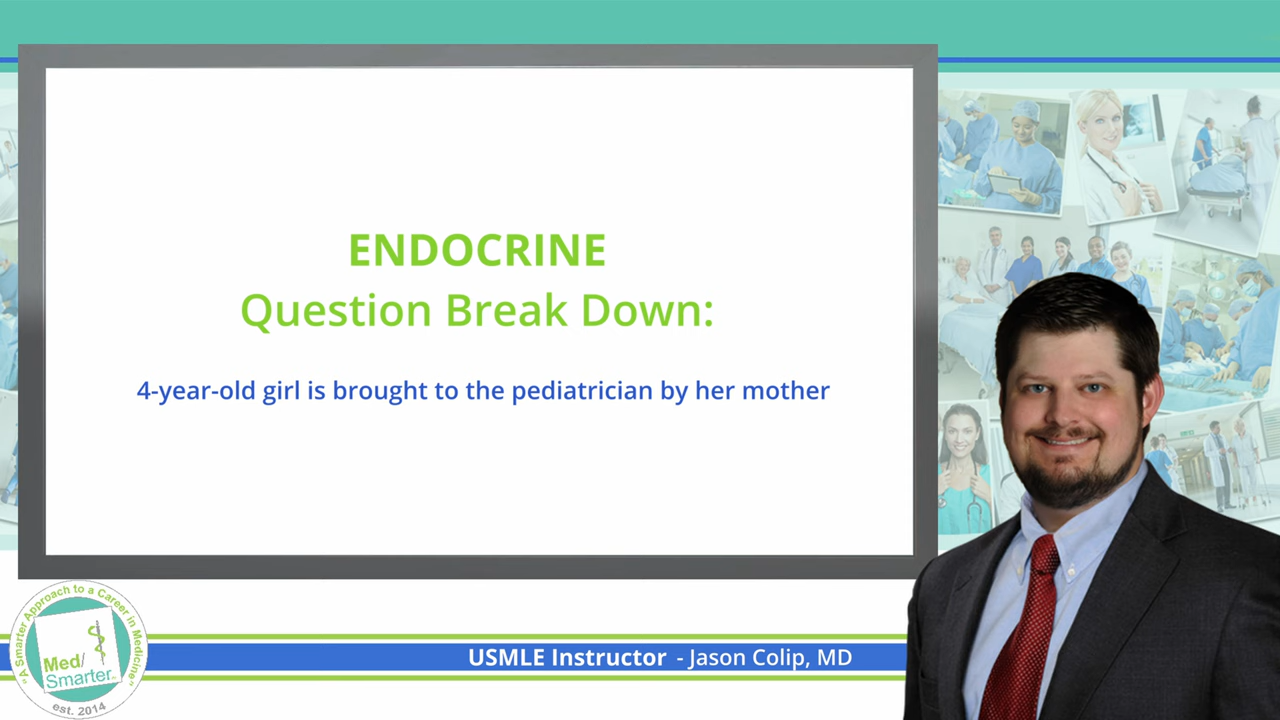 ENDOCRINE
Question Break Down:
4-year-old girl is brought to the pediatrician by her mother
"A Smarter Approach to a Career in Medicine"
Med/
Smarter
est. 2014
USMLE Instructor - Jason Colip, MD